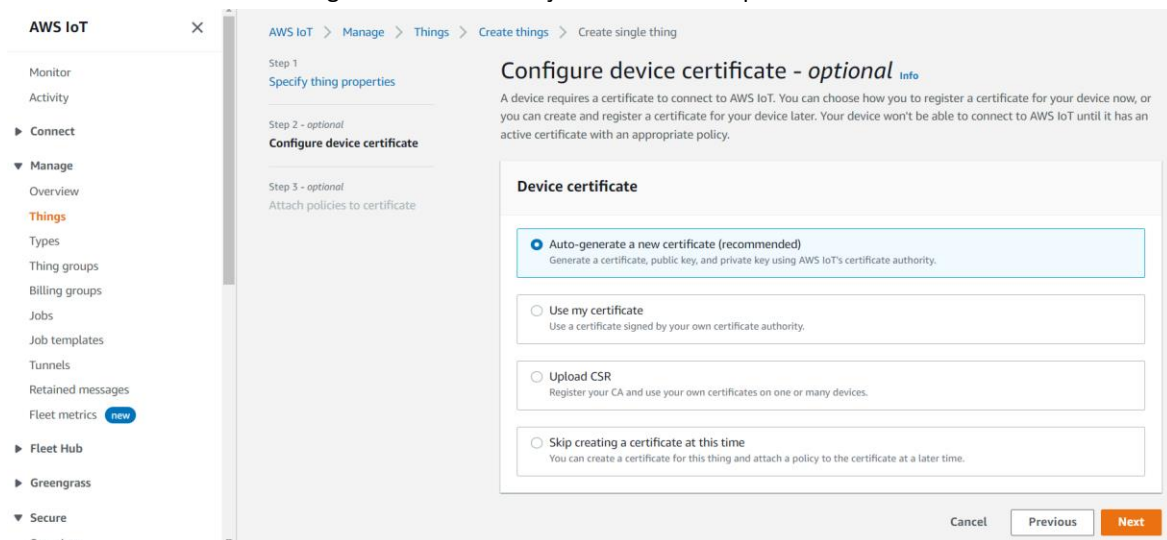 AWS IoT
Monitor
Activity
Connect
Manage
Overview
Things
Types
Thing groups
Billing groups
Jobs
Job templates
Tunnels
Retained messages
Fleet metrics new
Fleet Hub
Greengrass
Secure
AWS IoT > Manage > Things > Create things > Create single thing
Step 1
Specify thing properties
Step 2 - optional
Configure device certificate
Step 3 - optional
Attach policies to certificate
Configure device certificate - optional Info
A device requires a certificate to connect to AWS IoT. You can choose how you to register a certificate for your device now, or
you can create and register a certificate for your device later. Your device won't be able to connect to AWS IoT until it has an
active certificate with an appropriate policy.
Device certificate
Auto-generate a new certificate (recommended)
Generate a certificate, public key, and private key using AWS IoT's certificate authority.
Use my certificate
Use a certificate signed by your own certificate authority.
Upload CSR
Register your CA and use your own certificates on one or many devices.
Skip creating a certificate at this time
You can create a certificate for this thing and attach a policy to the certificate at a later time.
Cancel Previous Next